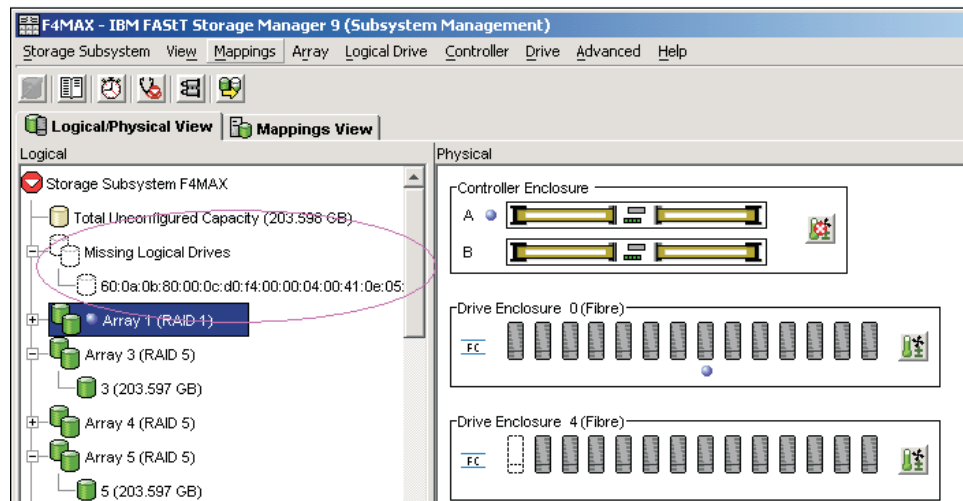 F4MAX - IBM FAStT Storage Manager 9 (Subsystem Management)
Storage Subsystem View Mappings Array Logical Drive Controller Drive Advanced Help
Logical/Physical View
Mappings View
Logical
Storage Subsystem F4MAX
Total Unconfigured Capacity (203.598 GB)
Missing Logical Drives
60:0a:0b:80:00:0c:d0:f4:00:00:04:00:41:0e:05:
Array 1 (RAID 1)
Array 3 (RAID 5)
3 (203.597 GB)
Array 4 (RAID 5)
Array 5 (RAID 5)
5 (203.597 GB)
Physical
Controller Enclosure
A
B
Drive Enclosure 0 (Fibre)
FC
Drive Enclosure 4 (Fibre)
FC